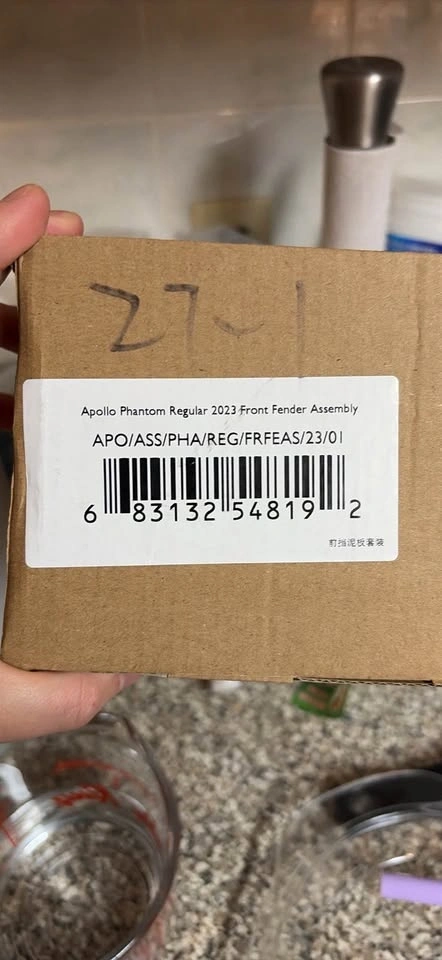 27-1
Apollo Phantom Regular 2023 Front Fender Assembly
APO/ASS/PHA/REG/FRFEAS/23/01
6 83132 54819 2
前挡泥板套装